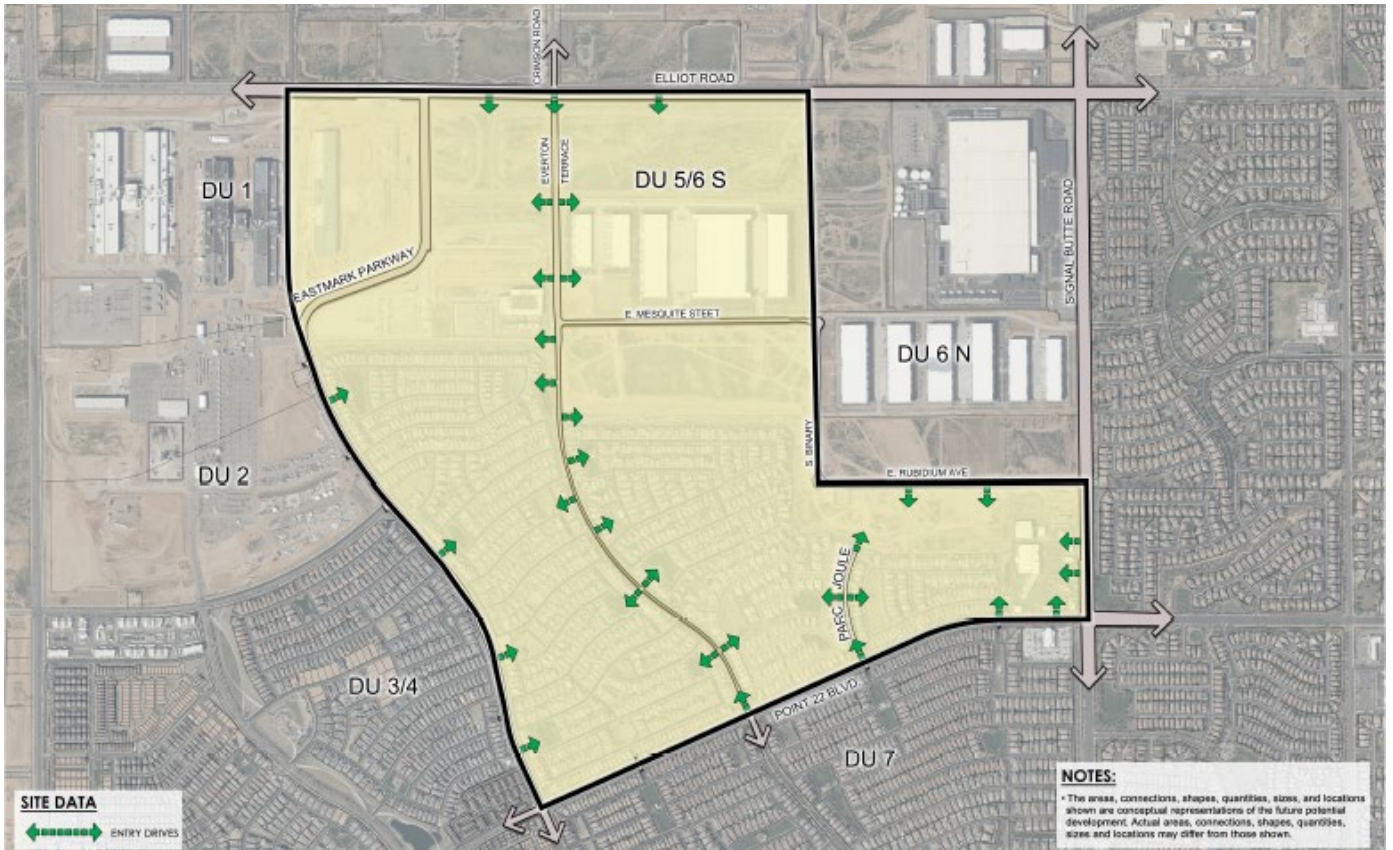 CRIMSON ROAD
ELLIOT ROAD
EVERTON
TERRACE
DU 5/6 S
DU 1
SIGNAL BUTTE ROAD
EASTMARK PARKWAY
E. MESQUITE STEET
DU 6 N
S. BINARY
E. RUBIDIUM AVE
DU 2
PARC JOULE
DU 3/4
POINT 22 BLVD.
DU 7
SITE DATA
ENTRY DRIVES
NOTES:
• The areas, connections, shapes, quantities, sizes, and locations
shown are conceptual representations of the future potential
development. Actual areas, connections, shapes, quantities,
sizes and locations may differ from those shown.